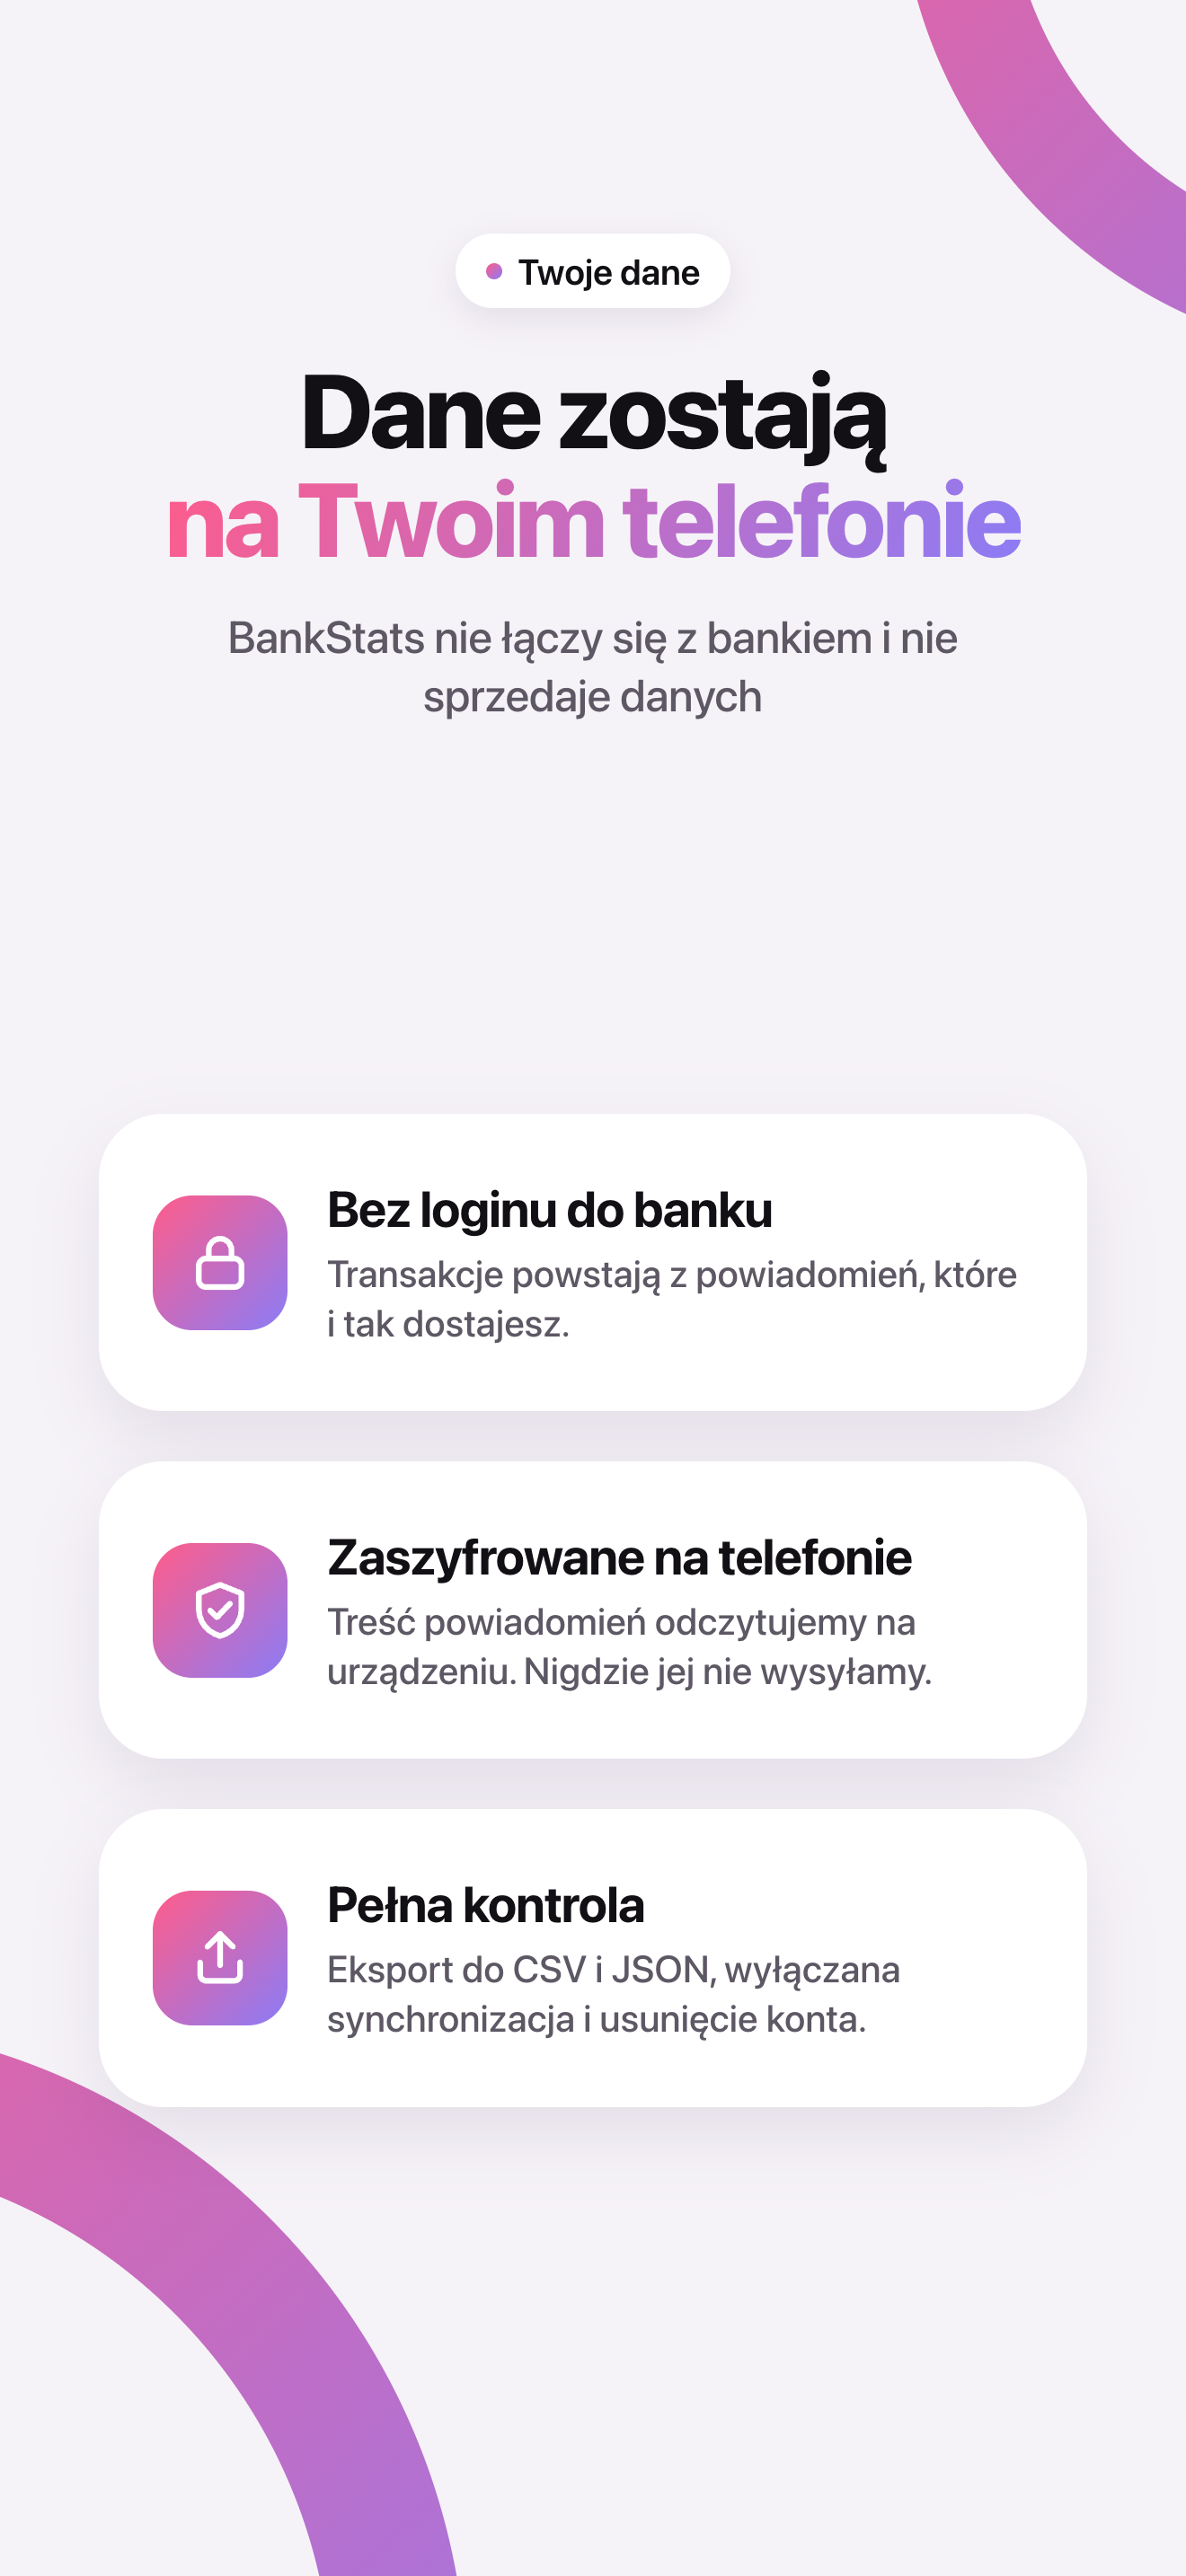 Twoje dane
Dane zostają
na Twoim telefonie
BankStats nie łączy się z bankiem i nie
sprzedaje danych
Bez loginu do banku
Transakcje powstają z powiadomień, które
i tak dostajesz.
Zaszyfrowane na telefonie
Treść powiadomień odczytujemy na
urządzeniu. Nigdzie jej nie wysyłamy.
Pełna kontrola
Eksport do CSV i JSON, wyłączana
synchronizacja i usunięcie konta.